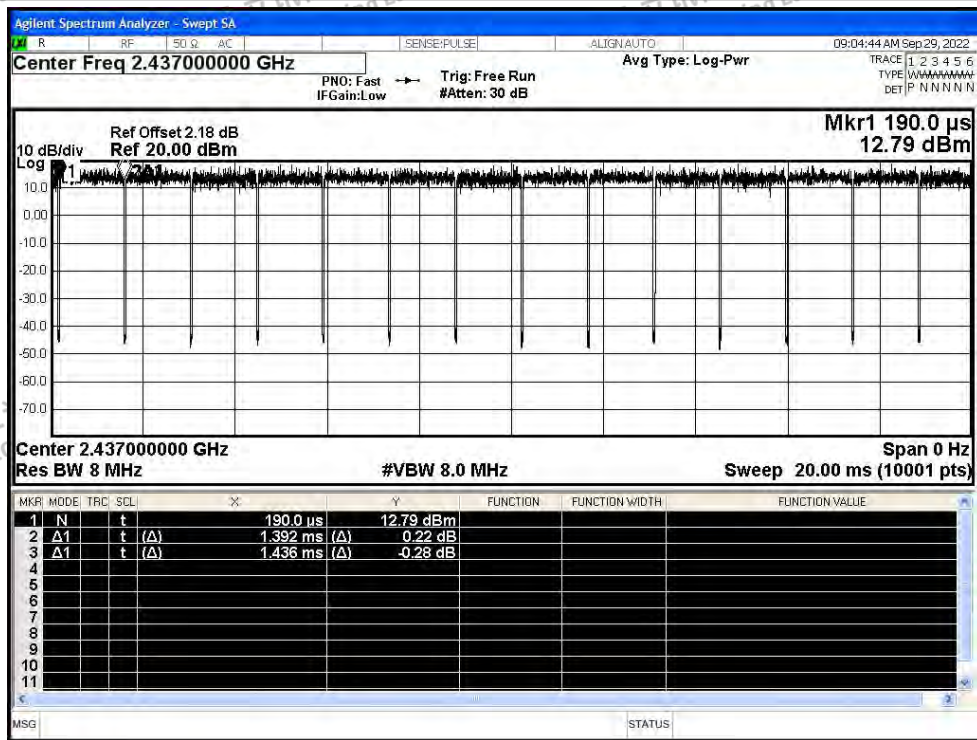 Agilent Spectrum Analyzer - Swept SA
R RF 50 Ω AC SENSE:PULSE ALIGN AUTO 09:04:44 AM Sep 29, 2022
Center Freq 2.437000000 GHz
PNO: Fast
IFGain:Low
Trig: Free Run
#Atten: 30 dB
Avg Type: Log-Pwr
TRACE 1 2 3 4 5 6
TYPE WWWWWWW
DET P N N N N N
Mkr1 190.0 µs
12.79 dBm
Ref Offset 2.18 dB
10 dB/div Ref 20.00 dBm
Log
1 2Δ1
10.0
0.00
-10.0
-20.0
-30.0
-40.0
-50.0
-60.0
-70.0
Center 2.437000000 GHz Span 0 Hz
Res BW 8 MHz #VBW 8.0 MHz Sweep 20.00 ms (10001 pts)
MKR MODE TRC SCL X Y FUNCTION FUNCTION WIDTH FUNCTION VALUE
1 N t 190.0 µs 12.79 dBm
2 Δ1 t (Δ) 1.392 ms (Δ) 0.22 dB
3 Δ1 t (Δ) 1.436 ms (Δ) -0.28 dB
4
5
6
7
8
9
10
11
MSG STATUS